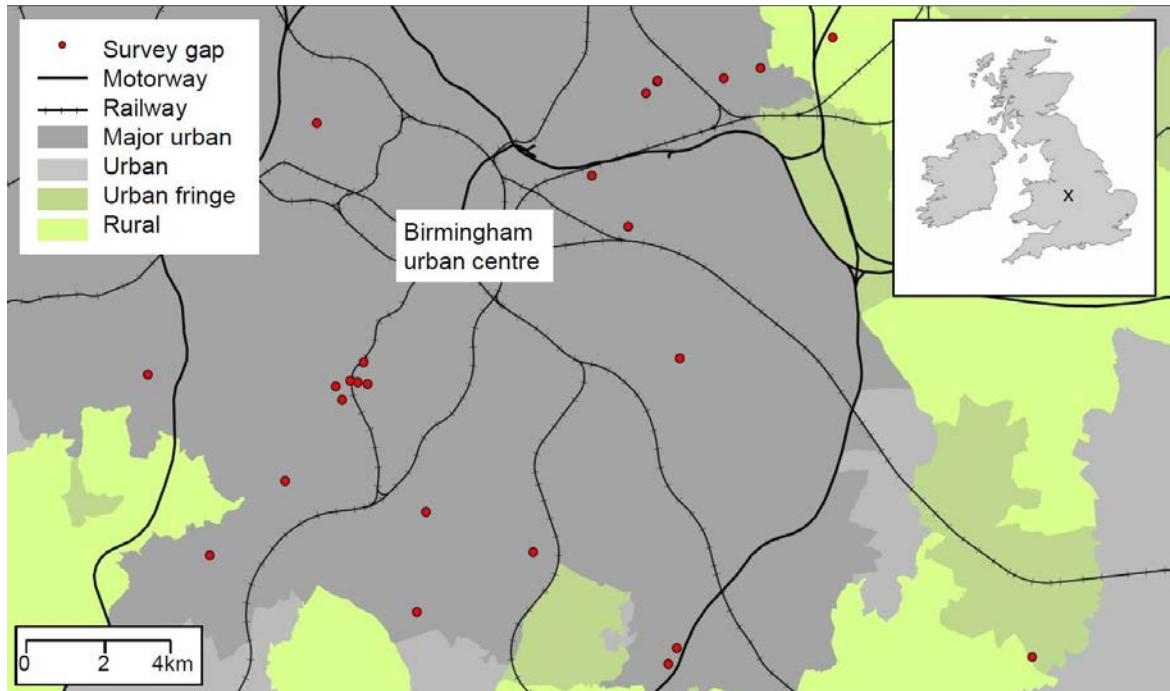 Survey gap
Motorway
Railway
Major urban
Urban
Urban fringe
Rural
Birmingham
urban centre
X
0 2 4km